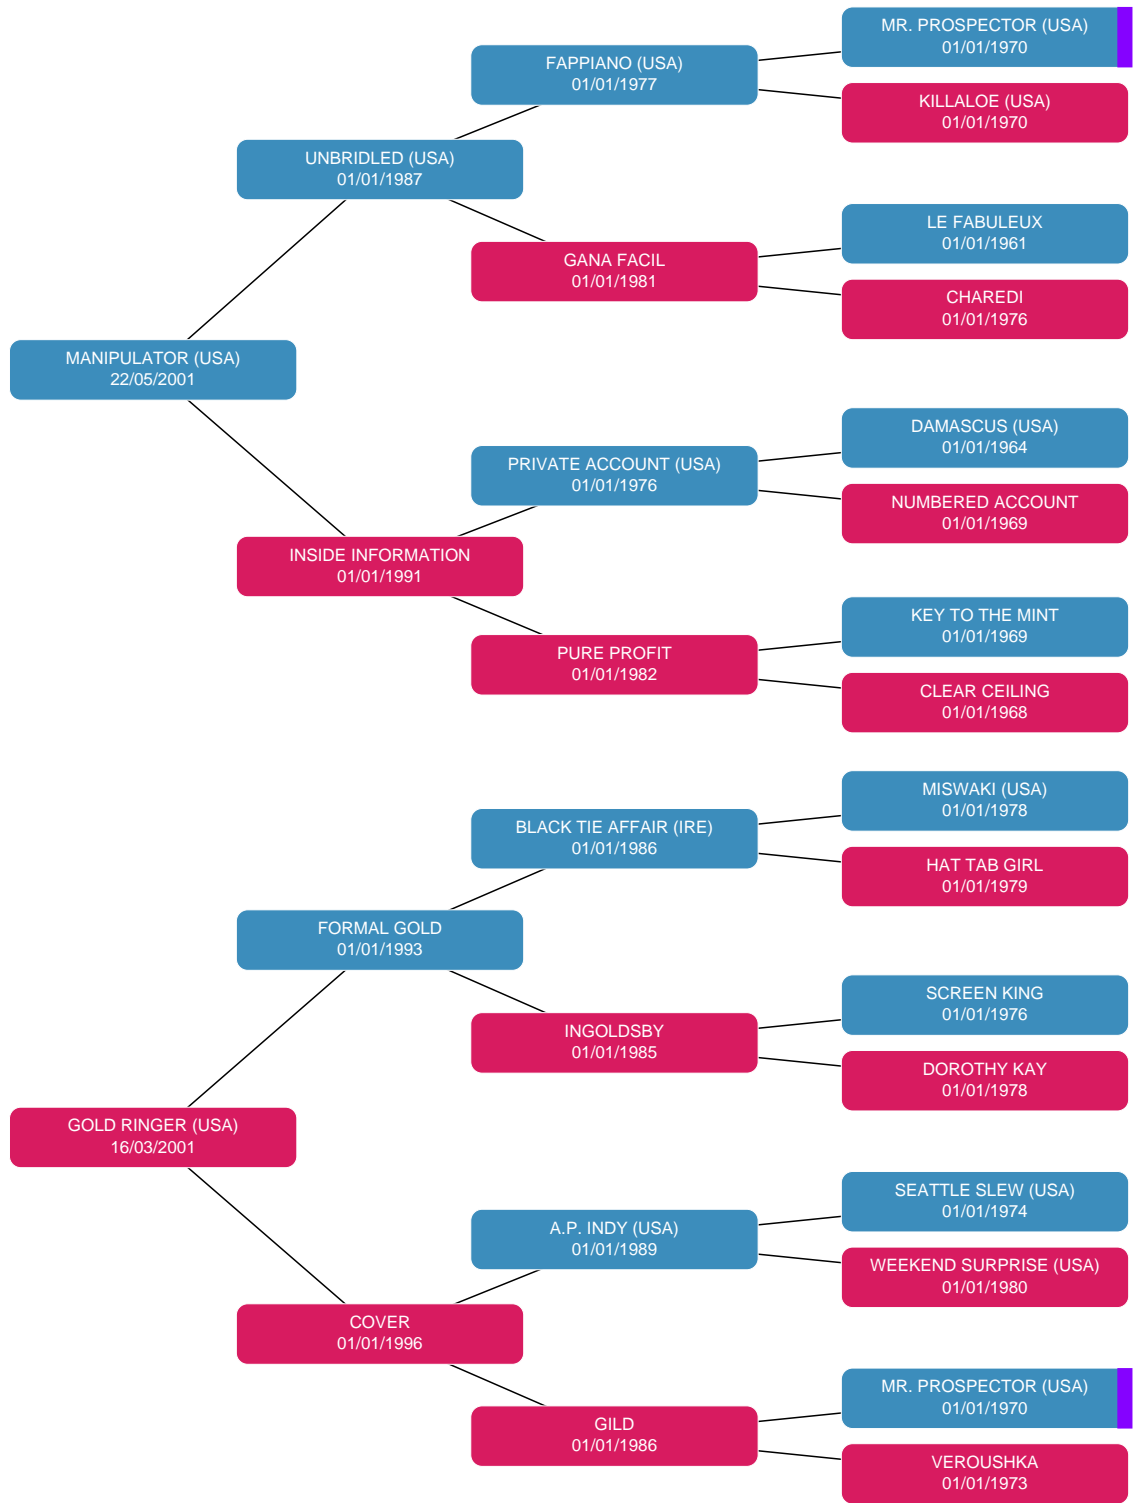 MR. PROSPECTOR (USA)
01/01/1970
FAPPIANO (USA)
01/01/1977
KILLALOE (USA)
01/01/1970
UNBRIDLED (USA)
01/01/1987
LE FABULEUX
01/01/1961
GANA FACIL
01/01/1981
CHAREDI
01/01/1976
MANIPULATOR (USA)
22/05/2001
DAMASCUS (USA)
01/01/1964
PRIVATE ACCOUNT (USA)
01/01/1976
NUMBERED ACCOUNT
01/01/1969
INSIDE INFORMATION
01/01/1991
KEY TO THE MINT
01/01/1969
PURE PROFIT
01/01/1982
CLEAR CEILING
01/01/1968
MISWAKI (USA)
01/01/1978
BLACK TIE AFFAIR (IRE)
01/01/1986
HAT TAB GIRL
01/01/1979
FORMAL GOLD
01/01/1993
SCREEN KING
01/01/1976
INGOLDSBY
01/01/1985
DOROTHY KAY
01/01/1978
GOLD RINGER (USA)
16/03/2001
SEATTLE SLEW (USA)
01/01/1974
A.P. INDY (USA)
01/01/1989
WEEKEND SURPRISE (USA)
01/01/1980
COVER
01/01/1996
MR. PROSPECTOR (USA)
01/01/1970
GILD
01/01/1986
VEROUSHKA
01/01/1973